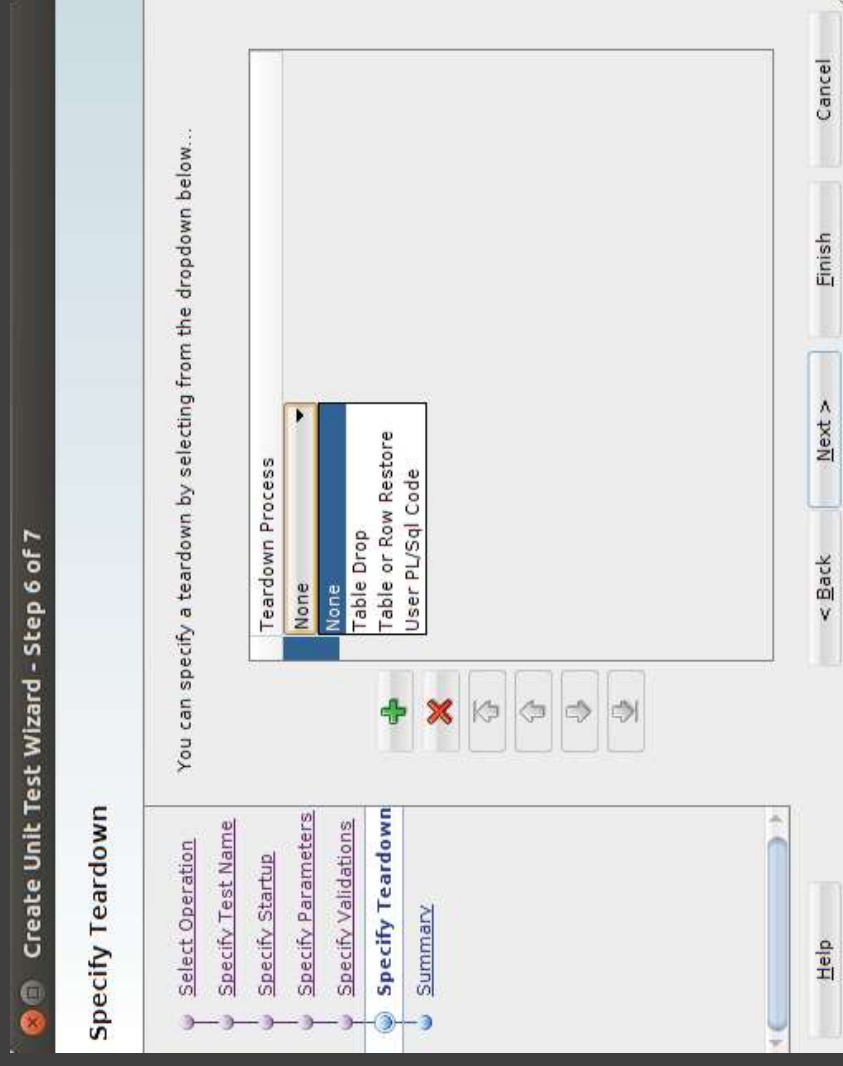 Create Unit Test Wizard - Step 6 of 7
Specify Teardown
Select Operation
Specify Test Name
Specify Startup
Specify Parameters
Specify Validations
Specify Teardown
Summary
You can specify a teardown by selecting from the dropdown below...
Teardown Process
None
None
Table Drop
Table or Row Restore
User PL/Sql Code
Help
< Back
Next >
Finish
Cancel